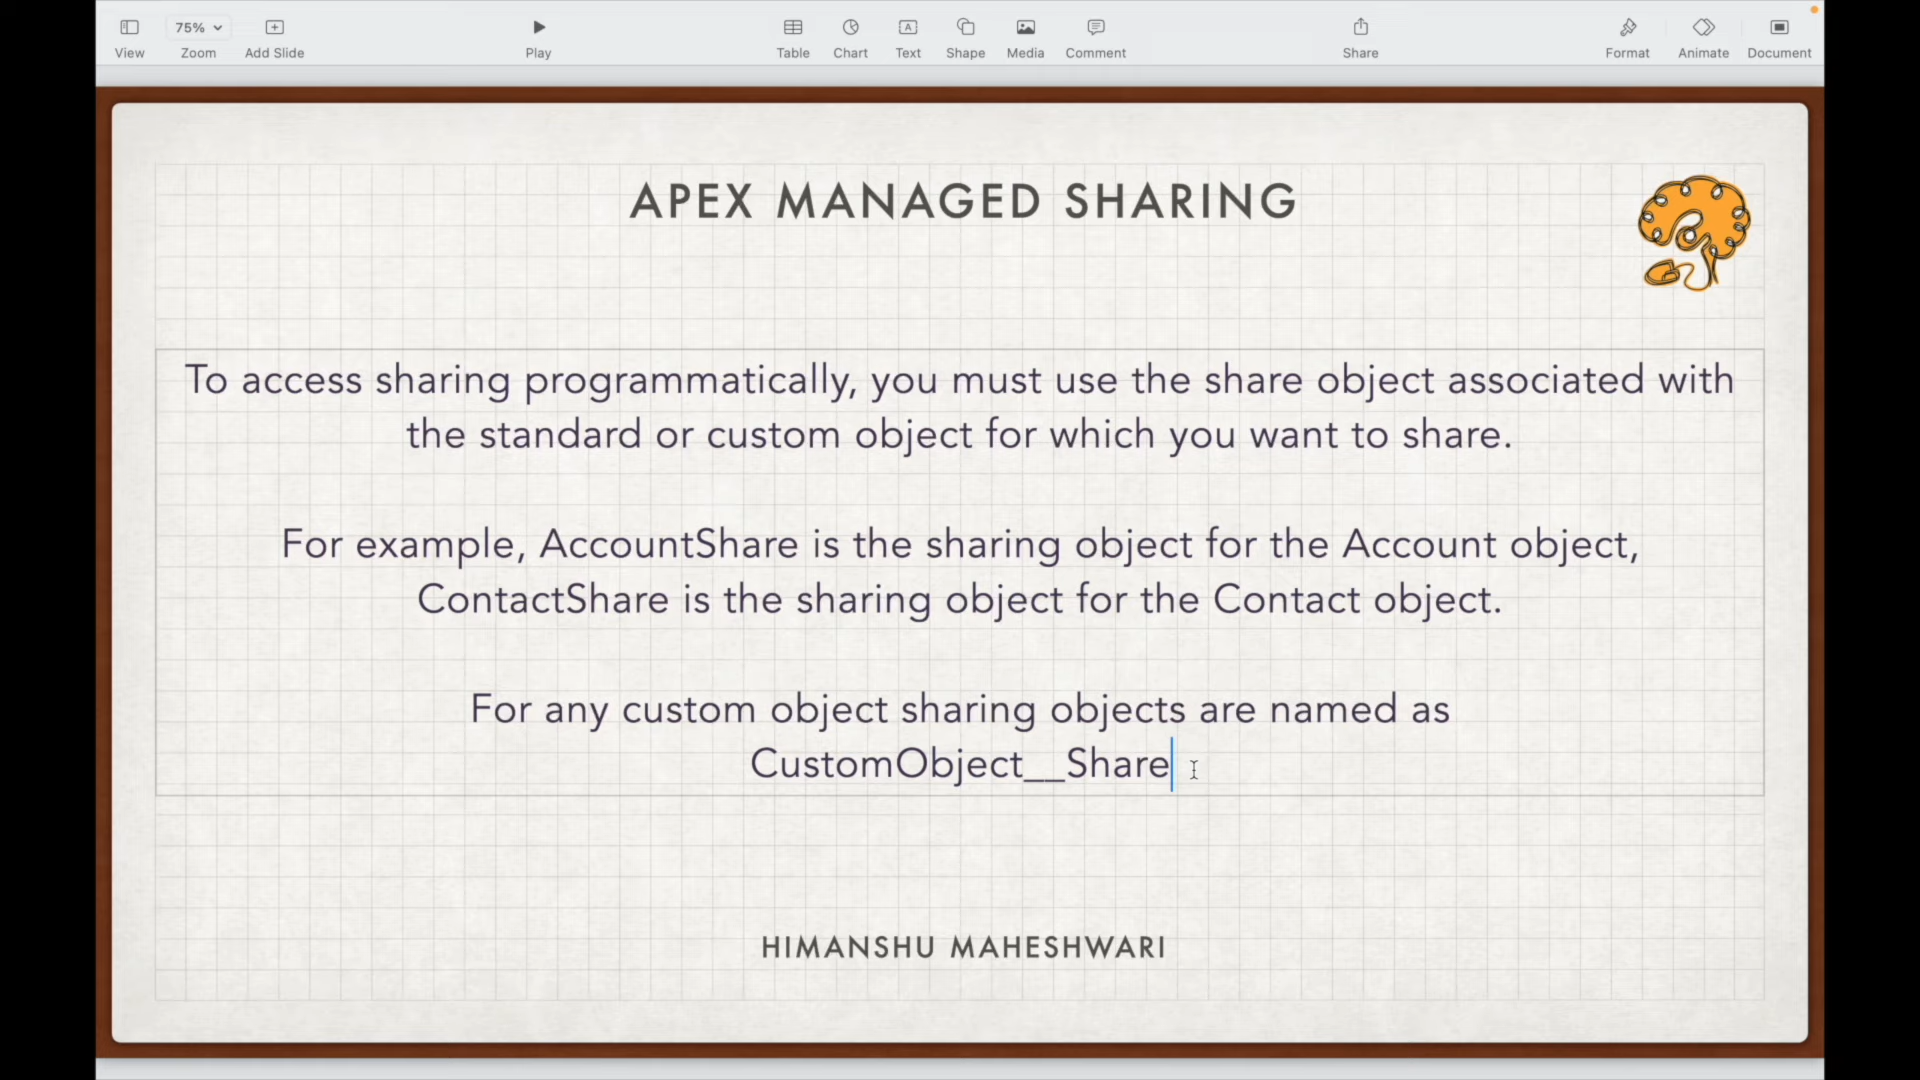 75%
View
Zoom
Add Slide
Play
Table
Chart
Text
Shape
Media
Comment
Share
Format
Animate
Document
APEX MANAGED SHARING
To access sharing programmatically, you must use the share object associated with
the standard or custom object for which you want to share.
For example, AccountShare is the sharing object for the Account object,
ContactShare is the sharing object for the Contact object.
For any custom object sharing objects are named as
CustomObject__Share
HIMANSHU MAHESHWARI